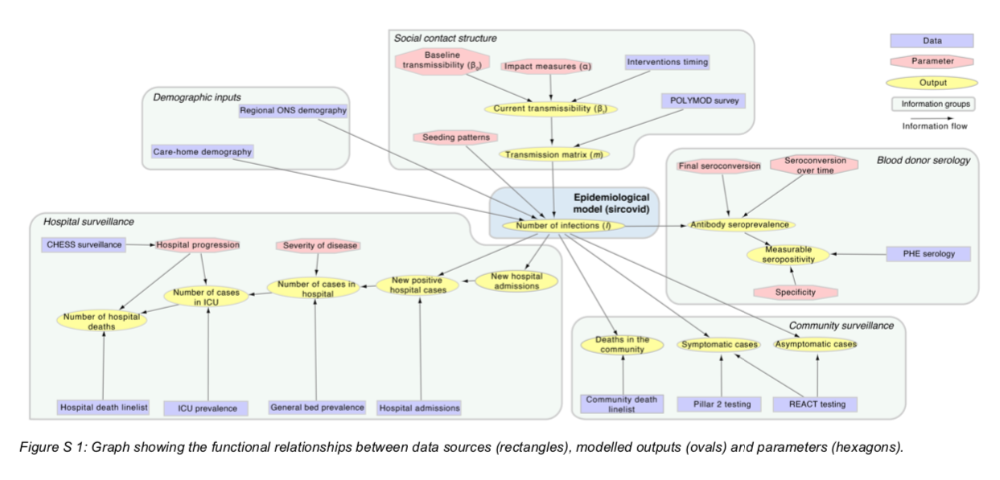 Social contact structure
Baseline
transmissibility (β₀)
Impact measures (α)
Interventions timing
Current transmissibility (βₜ)
POLYMOD survey
Seeding patterns
Transmission matrix (m)
Data
Parameter
Output
Information groups
Information flow
Demographic inputs
Regional ONS demography
Care-home demography
Epidemiological
model (sircovid)
Number of infections (I)
Blood donor serology
Final seroconversion
Seroconversion
over time
Antibody seroprevalence
Measurable
seropositivity
PHE serology
Specificity
Hospital surveillance
CHESS surveillance
Hospital progression
Severity of disease
Number of hospital
deaths
Number of cases
in ICU
Number of cases in
hospital
New positive
hospital cases
New hospital
admissions
Hospital death linelist
ICU prevalence
General bed prevalence
Hospital admissions
Community surveillance
Deaths in the
community
Symptomatic cases
Asymptomatic cases
Community death
linelist
Pillar 2 testing
REACT testing
Figure S 1: Graph showing the functional relationships between data sources (rectangles), modelled outputs (ovals) and parameters (hexagons).